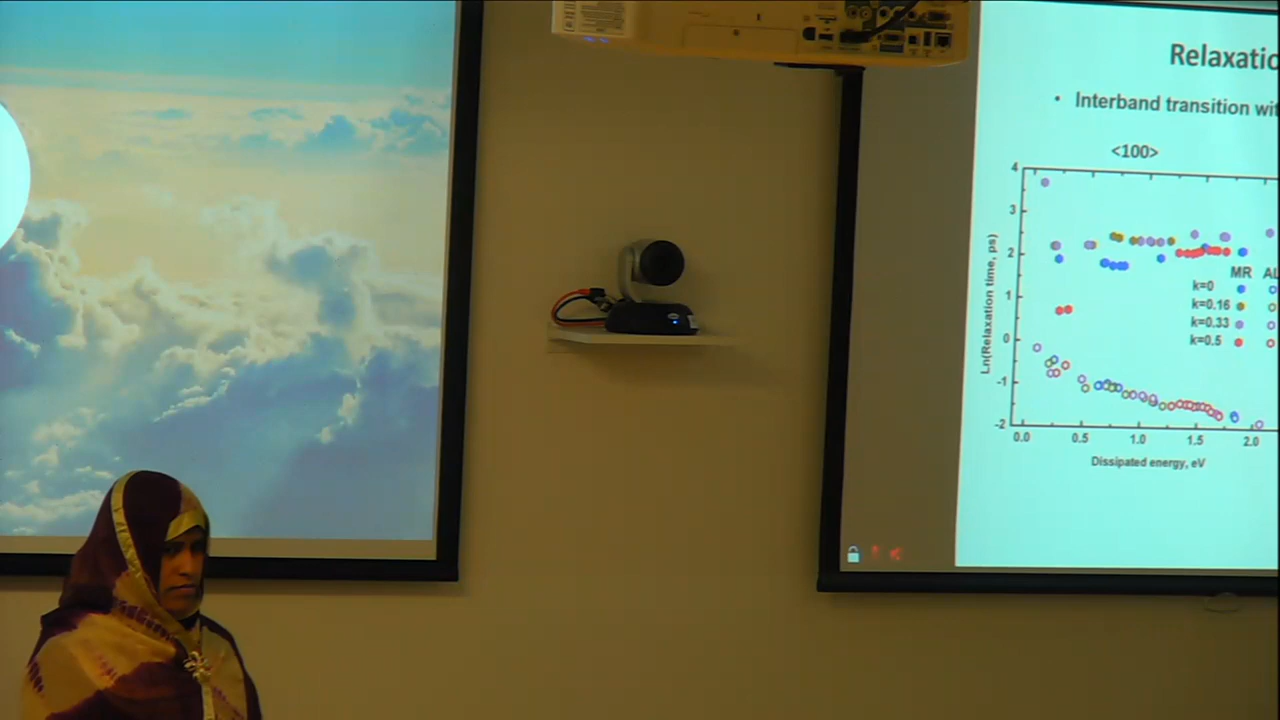 Relaxatio
• Interband transition wit
<100>
4
3
2
1
0
-1
-2
Ln(Relaxation time, ps)
MR AL
k=0
k=0.16
k=0.33
k=0.5
0.0 0.5 1.0 1.5 2.0
Dissipated energy, eV